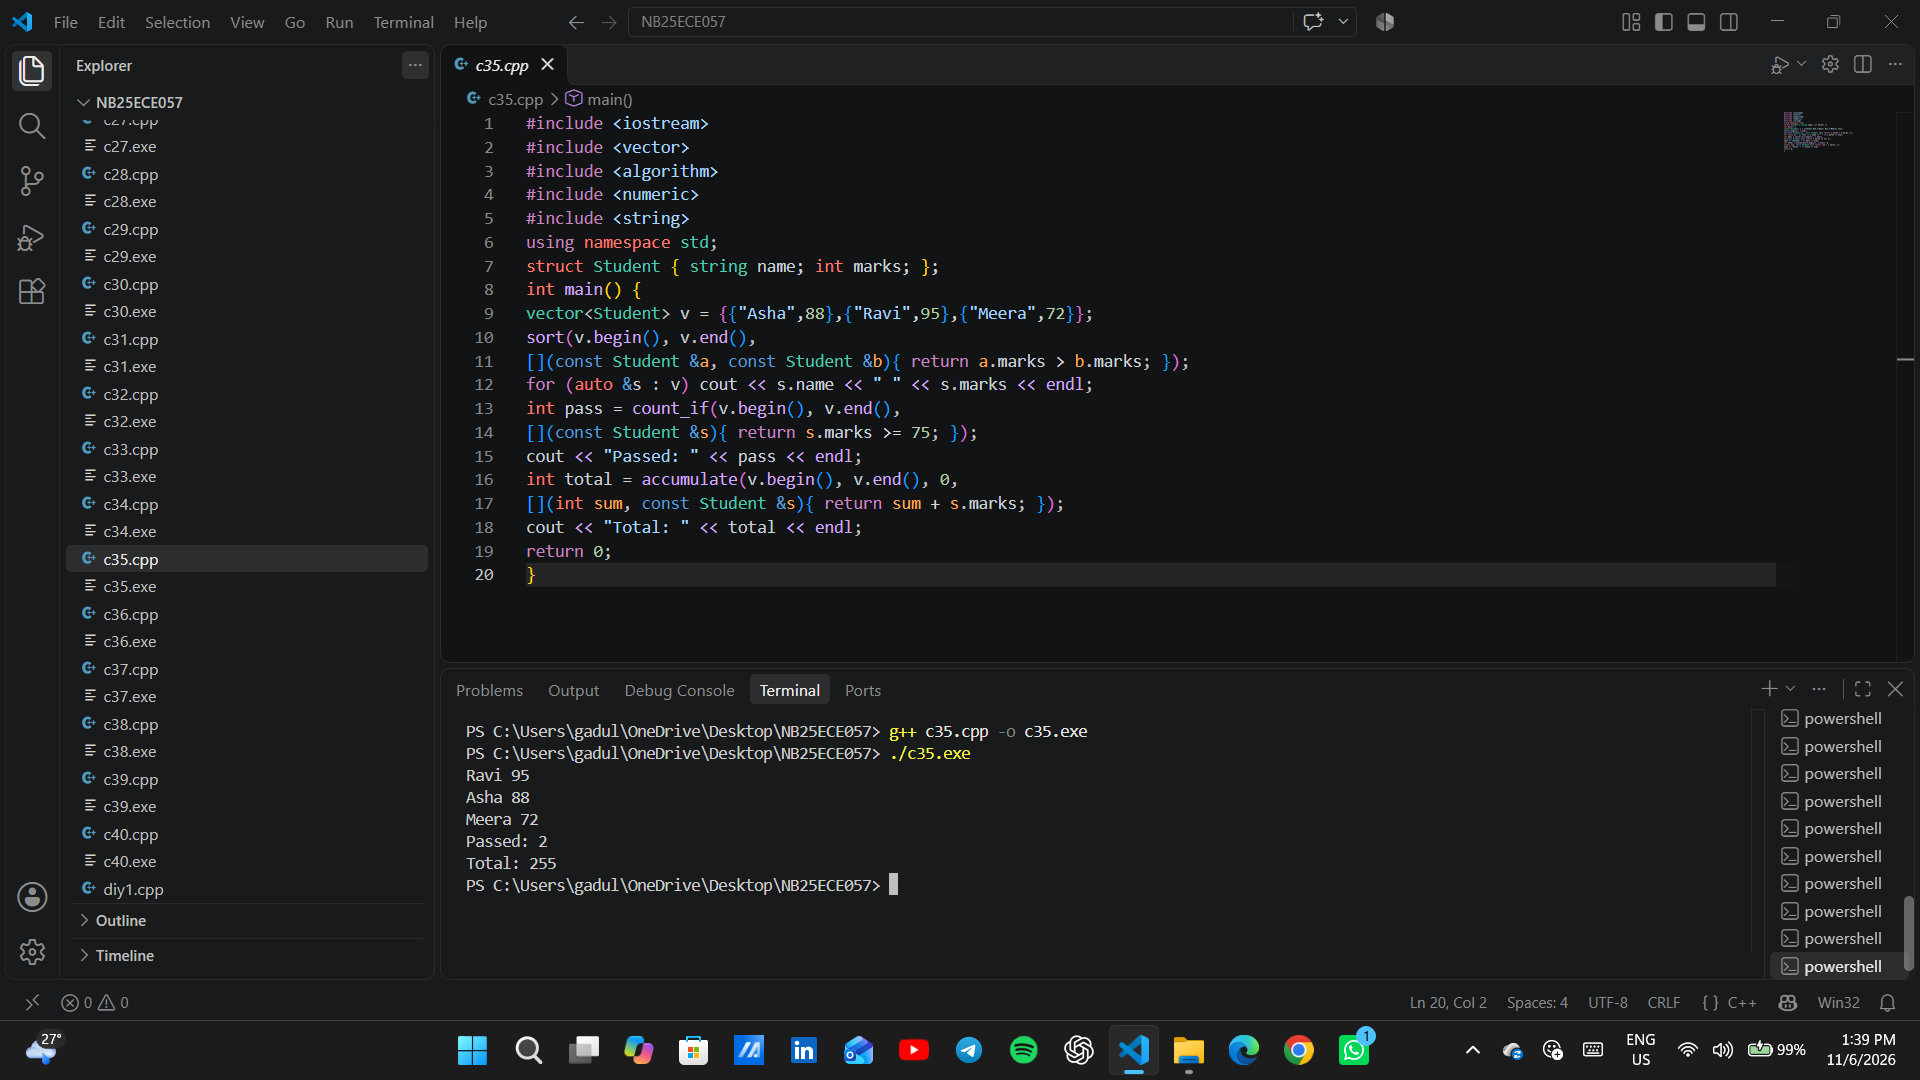 File Edit Selection View Go Run Terminal Help
NB25ECE057
Explorer
NB25ECE057
c27.cpp
c27.exe
c28.cpp
c28.exe
c29.cpp
c29.exe
c30.cpp
c30.exe
c31.cpp
c31.exe
c32.cpp
c32.exe
c33.cpp
c33.exe
c34.cpp
c34.exe
c35.cpp
c35.exe
c36.cpp
c36.exe
c37.cpp
c37.exe
c38.cpp
c38.exe
c39.cpp
c39.exe
c40.cpp
c40.exe
diy1.cpp
Outline
Timeline
c35.cpp
c35.cpp > main()
1 #include <iostream>
2 #include <vector>
3 #include <algorithm>
4 #include <numeric>
5 #include <string>
6 using namespace std;
7 struct Student { string name; int marks; };
8 int main() {
9 vector<Student> v = {{"Asha",88},{"Ravi",95},{"Meera",72}};
10 sort(v.begin(), v.end(),
11 [](const Student &a, const Student &b){ return a.marks > b.marks; });
12 for (auto &s : v) cout << s.name << " " << s.marks << endl;
13 int pass = count_if(v.begin(), v.end(),
14 [](const Student &s){ return s.marks >= 75; });
15 cout << "Passed: " << pass << endl;
16 int total = accumulate(v.begin(), v.end(), 0,
17 [](int sum, const Student &s){ return sum + s.marks; });
18 cout << "Total: " << total << endl;
19 return 0;
20 }
Problems Output Debug Console Terminal Ports
PS C:\Users\gadul\OneDrive\Desktop\NB25ECE057> g++ c35.cpp -o c35.exe
PS C:\Users\gadul\OneDrive\Desktop\NB25ECE057> ./c35.exe
Ravi 95
Asha 88
Meera 72
Passed: 2
Total: 255
PS C:\Users\gadul\OneDrive\Desktop\NB25ECE057>
powershell
powershell
powershell
powershell
powershell
powershell
powershell
powershell
powershell
powershell
0 0
Ln 20, Col 2 Spaces: 4 UTF-8 CRLF { } C++ Win32
27°
1
ENG
US
99%
1:39 PM
11/6/2026